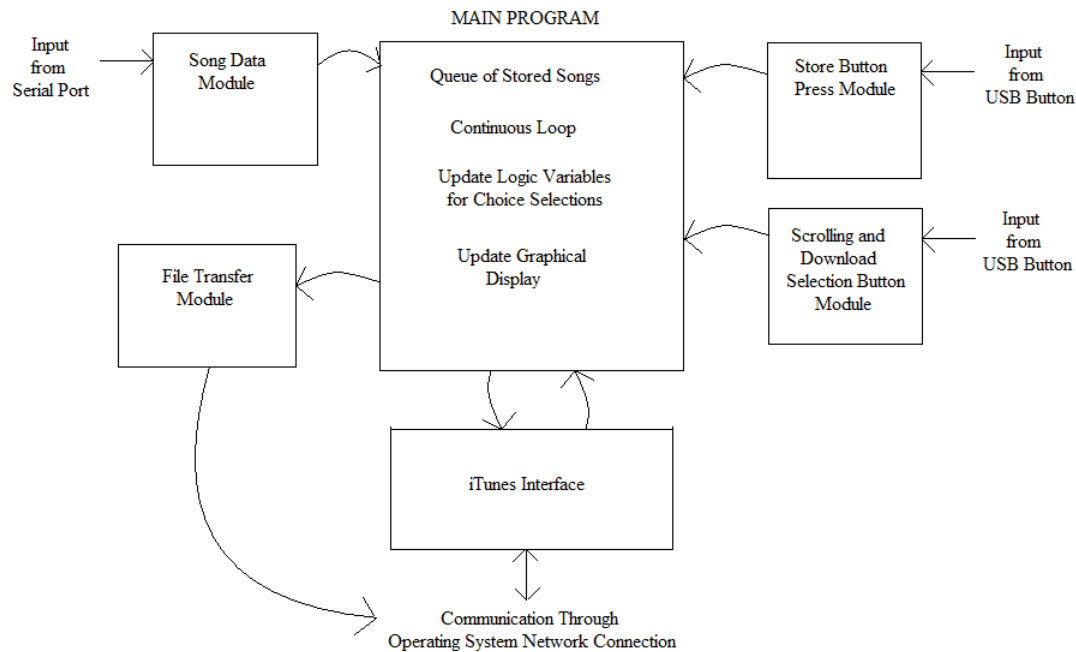 MAIN PROGRAM
Input
from
Serial Port
Song Data
Module
Queue of Stored Songs
Continuous Loop
Update Logic Variables
for Choice Selections
Update Graphical
Display
Store Button
Press Module
Input
from
USB Button
Scrolling and
Download
Selection Button
Module
Input
from
USB Button
File Transfer
Module
iTunes Interface
Communication Through
Operating System Network Connection